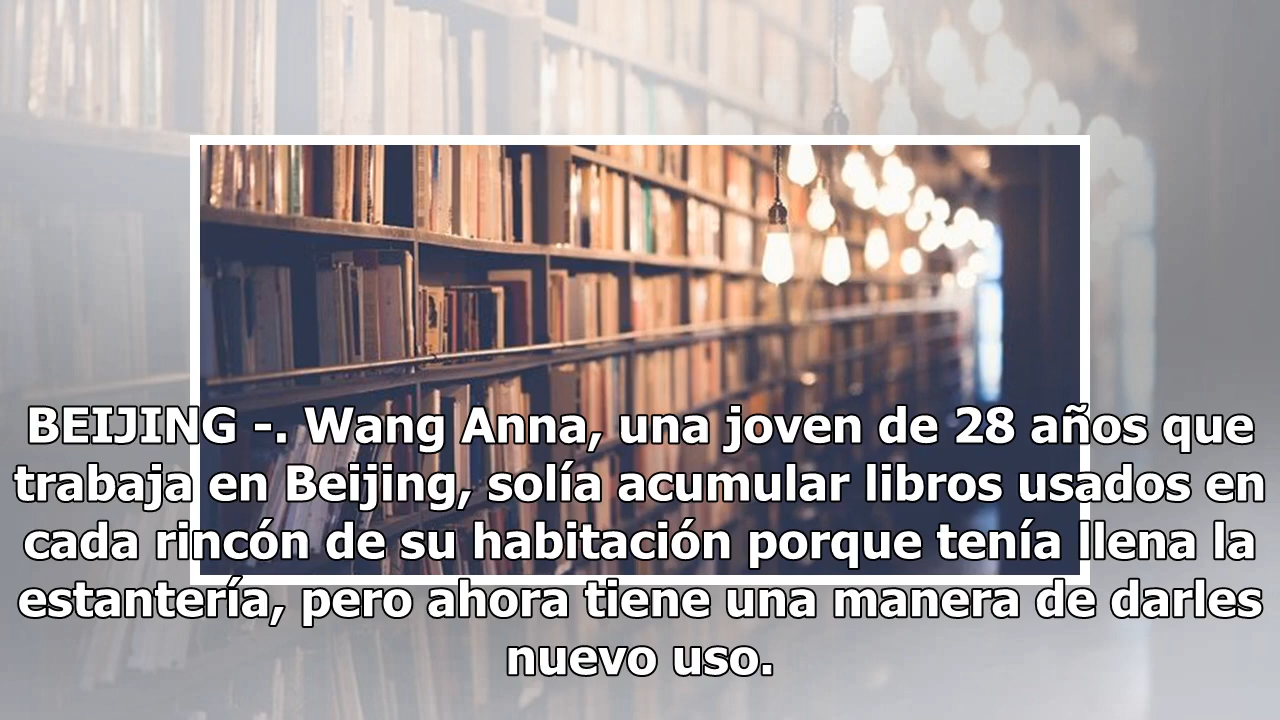 BEIJING -. Wang Anna, una joven de 28 años que
trabaja en Beijing, solía acumular libros usados en
cada rincón de su habitación porque tenía llena la
estantería, pero ahora tiene una manera de darles
nuevo uso.